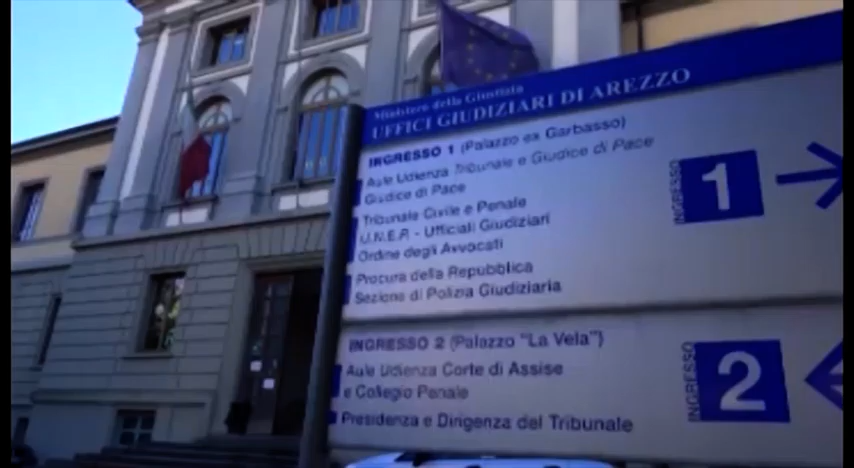 Ministero della Giustizia
UFFICI GIUDIZIARI DI AREZZO
INGRESSO 1 (Palazzo ex Garbasso)
Aule Udienza Tribunale e Giudice di Pace
Giudice di Pace
Tribunale Civile e Penale
U.N.E.P. - Ufficiali Giudiziari
Ordine degli Avvocati
Procura della Repubblica
Sezione di Polizia Giudiziaria
INGRESSO 1
INGRESSO 2 (Palazzo "La Vela")
Aule Udienza Corte di Assise
e Collegio Penale
Presidenza e Dirigenza del Tribunale
INGRESSO 2